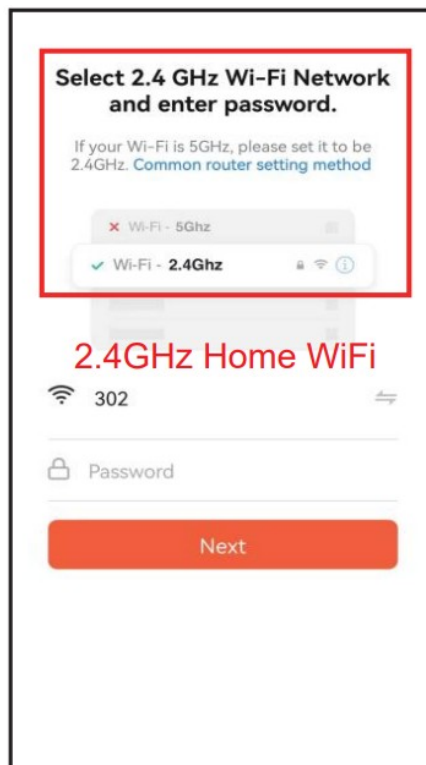 Select 2.4 GHz Wi-Fi Network
and enter password.
If your Wi-Fi is 5GHz, please set it to be
2.4GHz. Common router setting method
Wi-Fi - 5Ghz
Wi-Fi - 2.4Ghz
2.4GHz Home WiFi
302
Password
Next